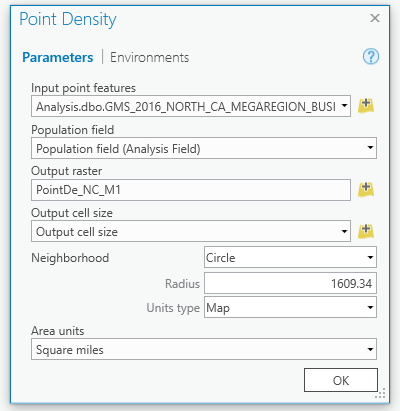 Point Density
Parameters | Environments
Input point features
Analysis.dbo.GMS_2016_NORTH_CA_MEGAREGION_BUSI
Population field
Population field (Analysis Field)
Output raster
PointDe_NC_M1
Output cell size
Output cell size
Neighborhood Circle
Radius 1609.34
Units type Map
Area units
Square miles
OK